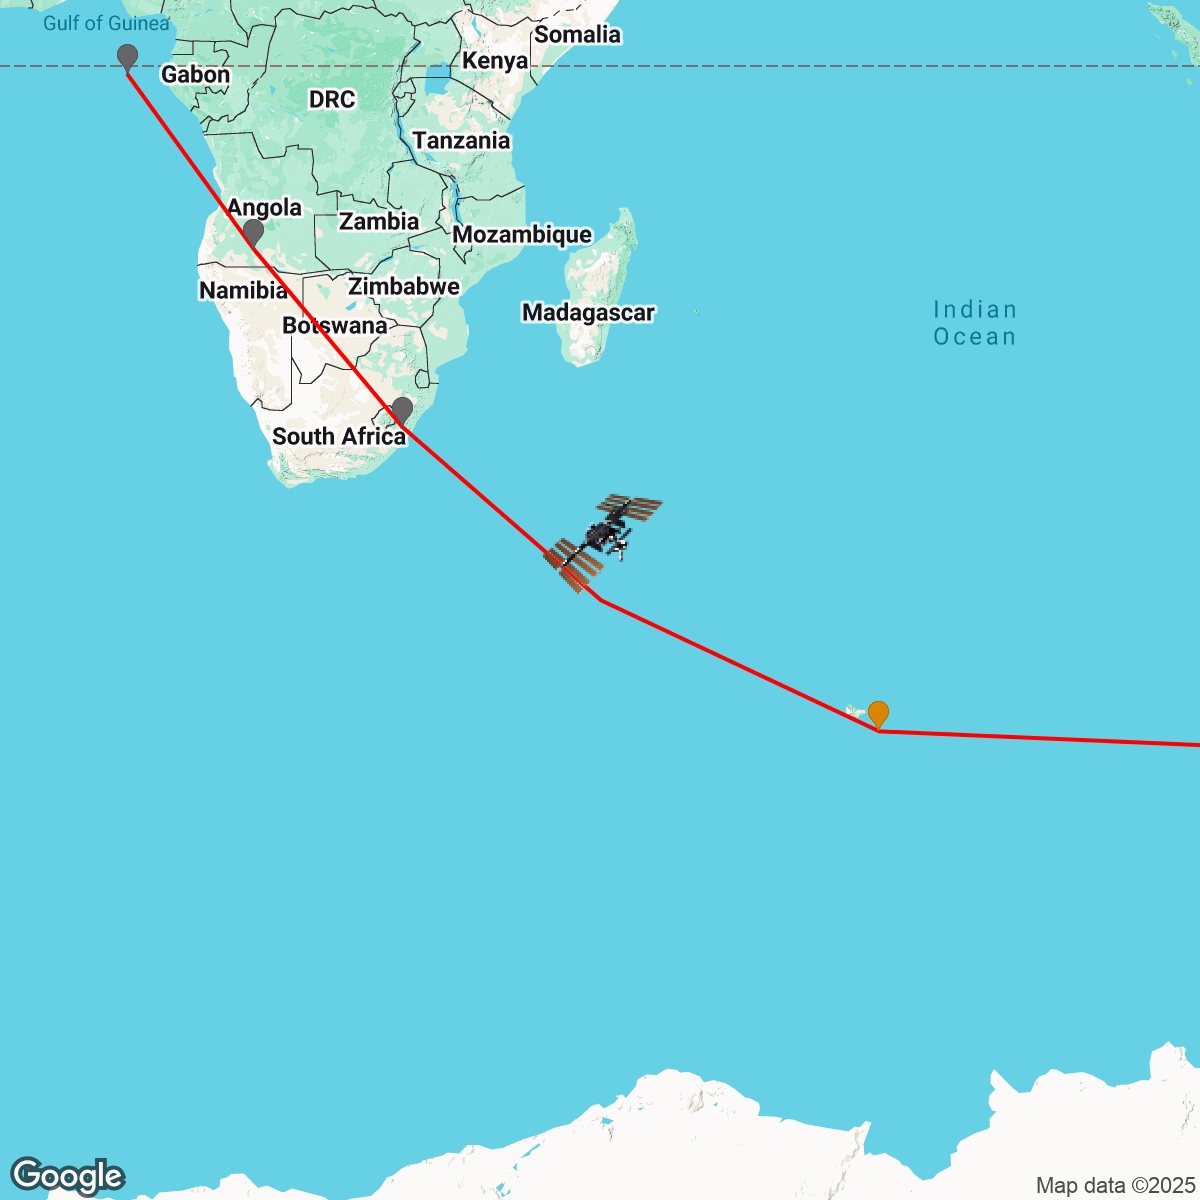 Gulf of Guinea
Somalia
Kenya
Gabon
DRC
Tanzania
Angola
Zambia
Mozambique
Namibia
Zimbabwe
Madagascar
Botswana
Indian
Ocean
South Africa
Google
Map data ©2025